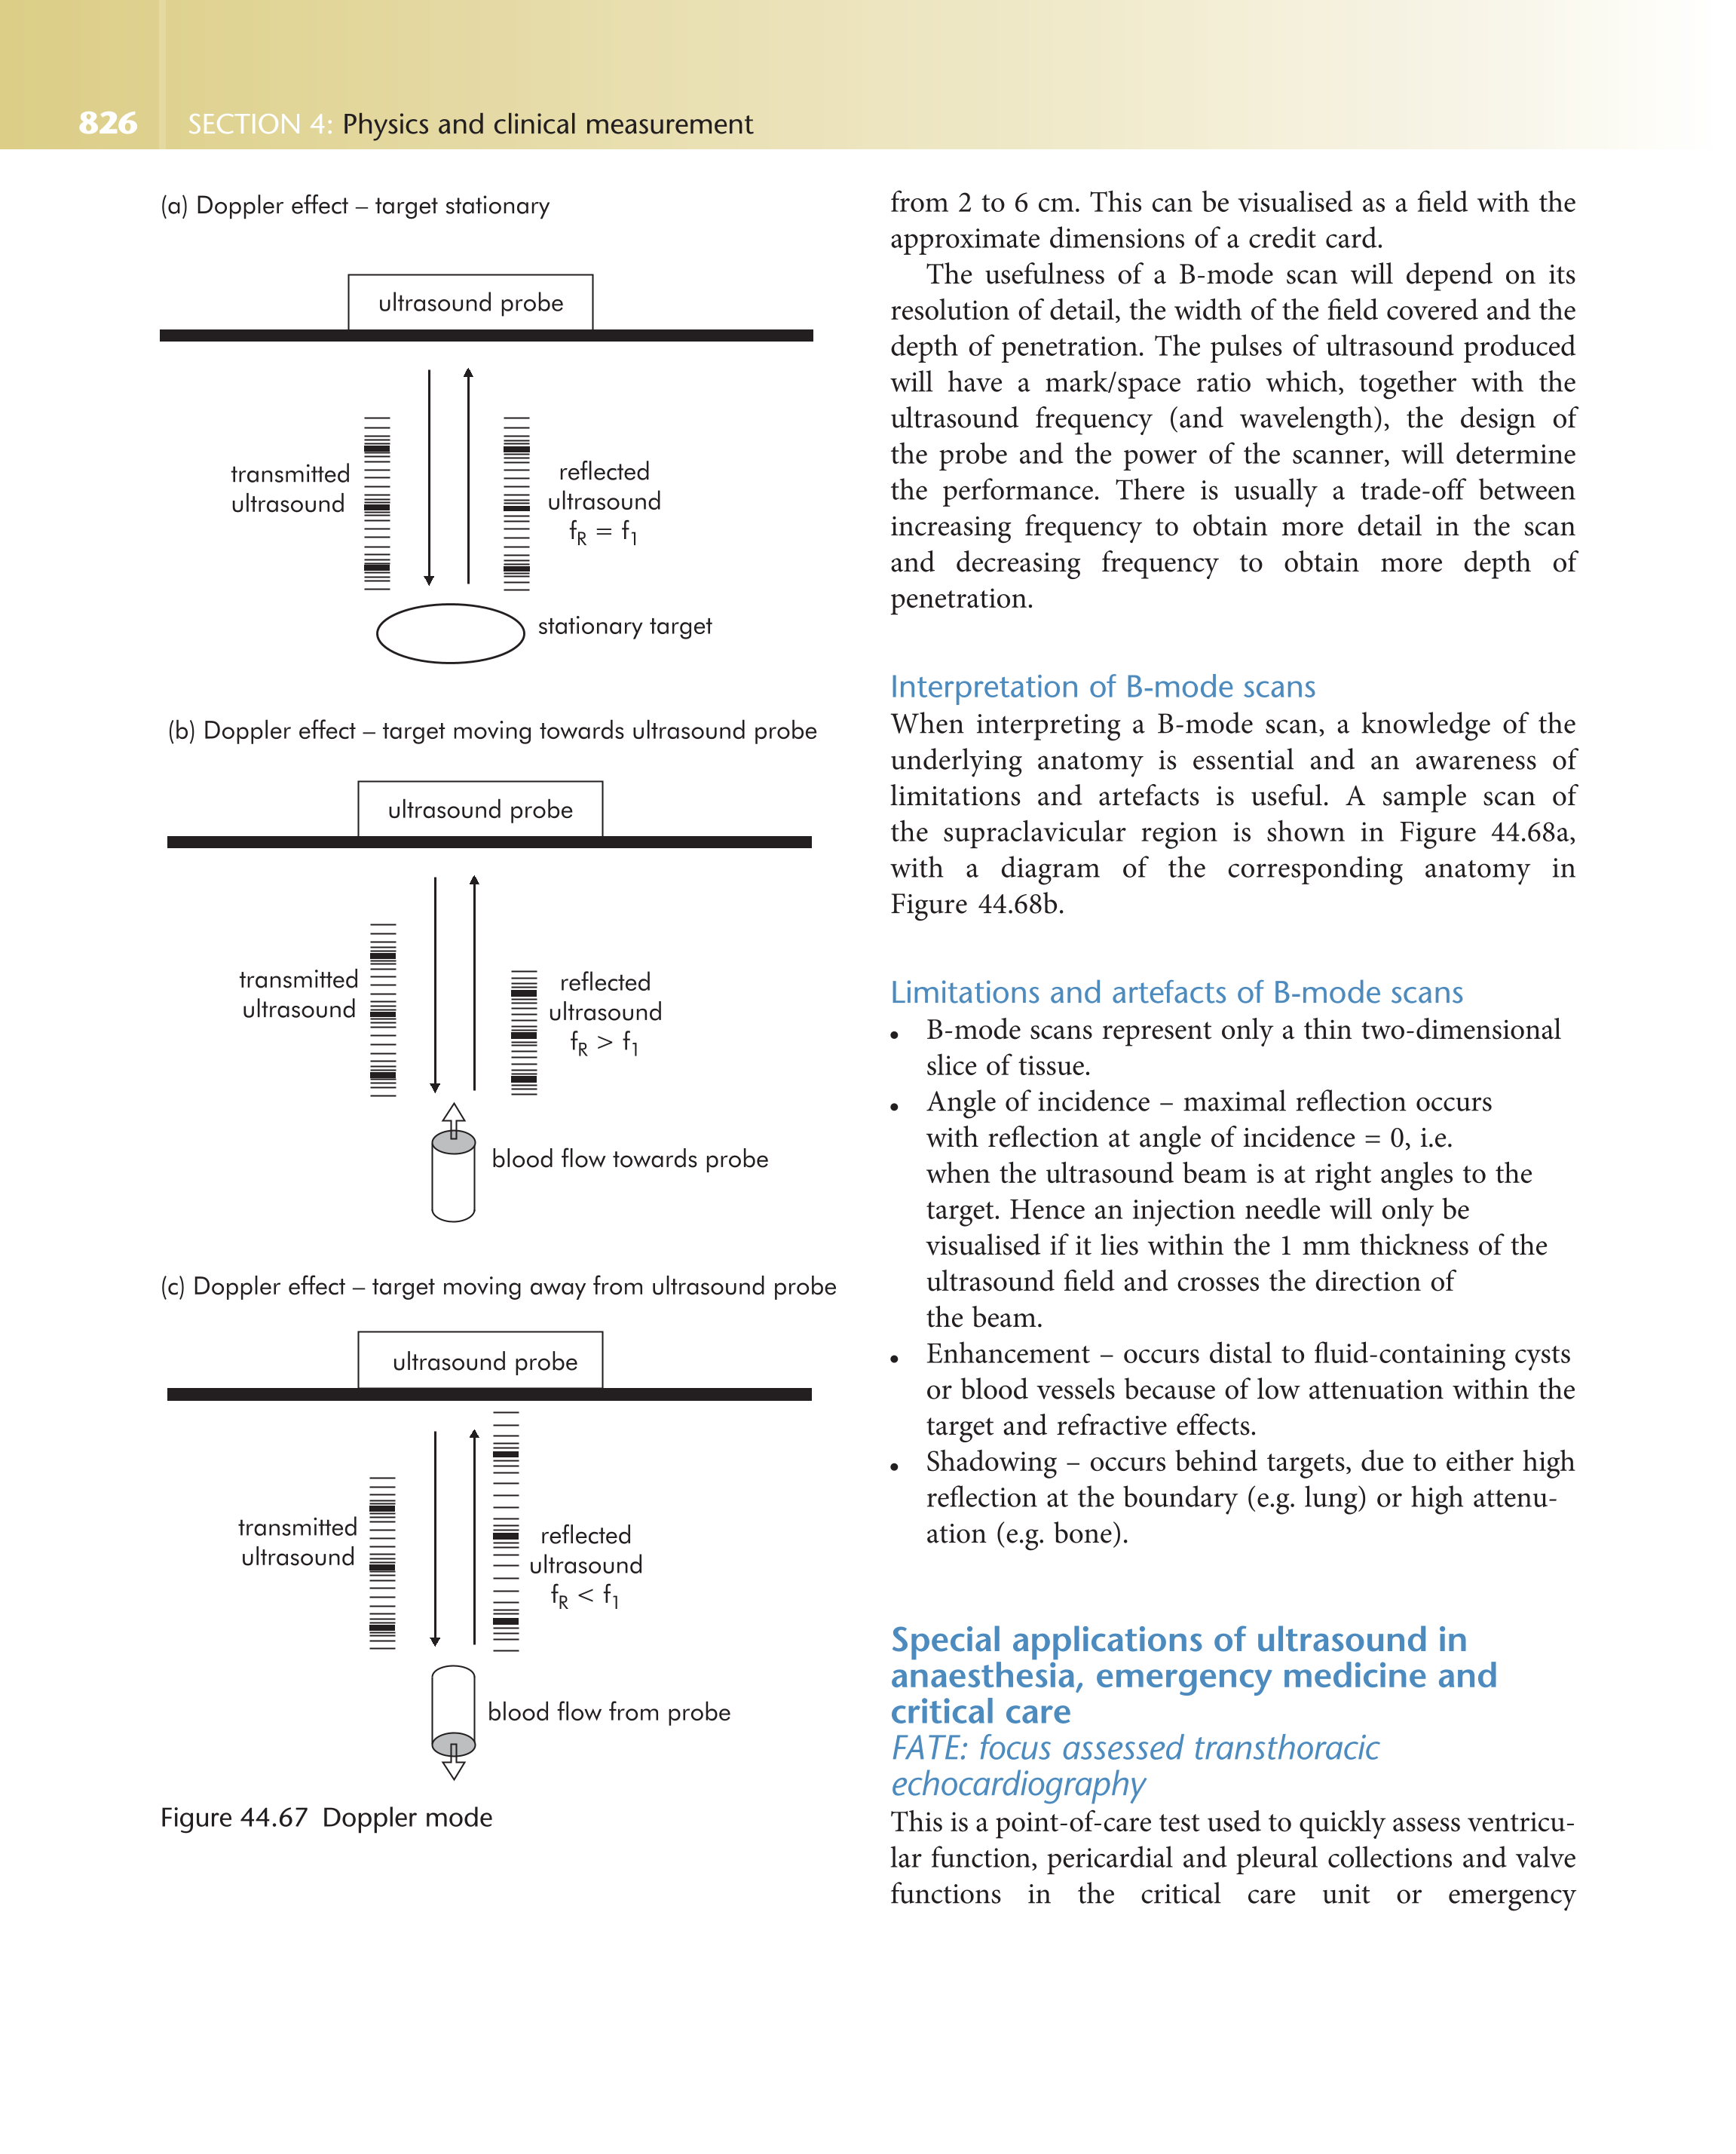 826 SECTION 4: Physics and clinical measurement
(a) Doppler effect – target stationary
ultrasound probe
transmitted
ultrasound
reflected
ultrasound
fR = f1
stationary target
(b) Doppler effect – target moving towards ultrasound probe
ultrasound probe
transmitted
ultrasound
reflected
ultrasound
fR > f1
blood flow towards probe
(c) Doppler effect – target moving away from ultrasound probe
ultrasound probe
transmitted
ultrasound
reflected
ultrasound
fR < f1
blood flow from probe
Figure 44.67 Doppler mode
from 2 to 6 cm. This can be visualised as a field with the
approximate dimensions of a credit card.
The usefulness of a B-mode scan will depend on its
resolution of detail, the width of the field covered and the
depth of penetration. The pulses of ultrasound produced
will have a mark/space ratio which, together with the
ultrasound frequency (and wavelength), the design of
the probe and the power of the scanner, will determine
the performance. There is usually a trade-off between
increasing frequency to obtain more detail in the scan
and decreasing frequency to obtain more depth of
penetration.
Interpretation of B-mode scans
When interpreting a B-mode scan, a knowledge of the
underlying anatomy is essential and an awareness of
limitations and artefacts is useful. A sample scan of
the supraclavicular region is shown in Figure 44.68a,
with a diagram of the corresponding anatomy in
Figure 44.68b.
Limitations and artefacts of B-mode scans
• B-mode scans represent only a thin two-dimensional
slice of tissue.
• Angle of incidence – maximal reflection occurs
with reflection at angle of incidence = 0, i.e.
when the ultrasound beam is at right angles to the
target. Hence an injection needle will only be
visualised if it lies within the 1 mm thickness of the
ultrasound field and crosses the direction of
the beam.
• Enhancement – occurs distal to fluid-containing cysts
or blood vessels because of low attenuation within the
target and refractive effects.
• Shadowing – occurs behind targets, due to either high
reflection at the boundary (e.g. lung) or high attenu-
ation (e.g. bone).
Special applications of ultrasound in
anaesthesia, emergency medicine and
critical care
FATE: focus assessed transthoracic
echocardiography
This is a point-of-care test used to quickly assess ventricu-
lar function, pericardial and pleural collections and valve
functions in the critical care unit or emergency